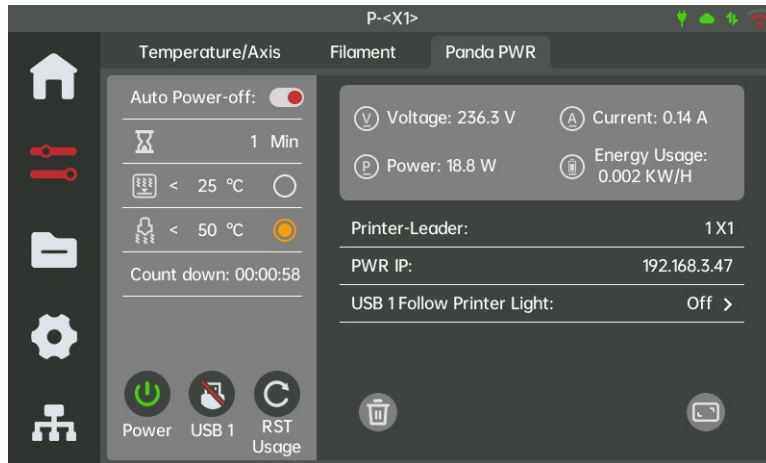 P-<X1>
Temperature/Axis Filament Panda PWR
Auto Power-off:
1 Min
< 25 °C
< 50 °C
Count down: 00:00:58
Power
USB 1
RST
Usage
V Voltage: 236.3 V
A Current: 0.14 A
P Power: 18.8 W
Energy Usage:
0.002 KW/H
Printer-Leader: 1 X1
PWR IP: 192.168.3.47
USB 1 Follow Printer Light: Off >